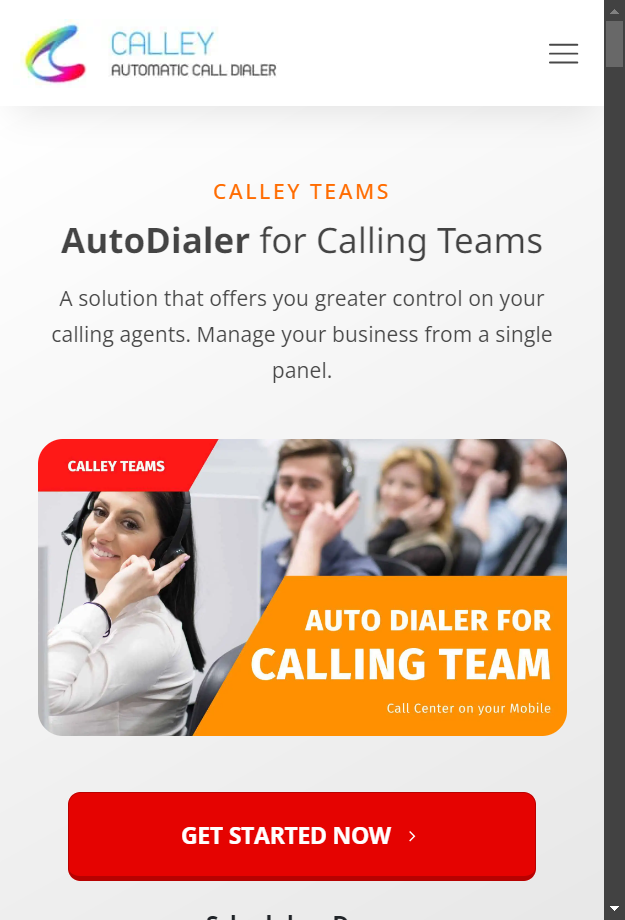 CALLEY
AUTOMATIC CALL DIALER
CALLEY TEAMS
AutoDialer for Calling Teams
A solution that offers you greater control on your
calling agents. Manage your business from a single
panel.
CALLEY TEAMS
AUTO DIALER FOR
CALLING TEAM
Call Center on your Mobile
GET STARTED NOW